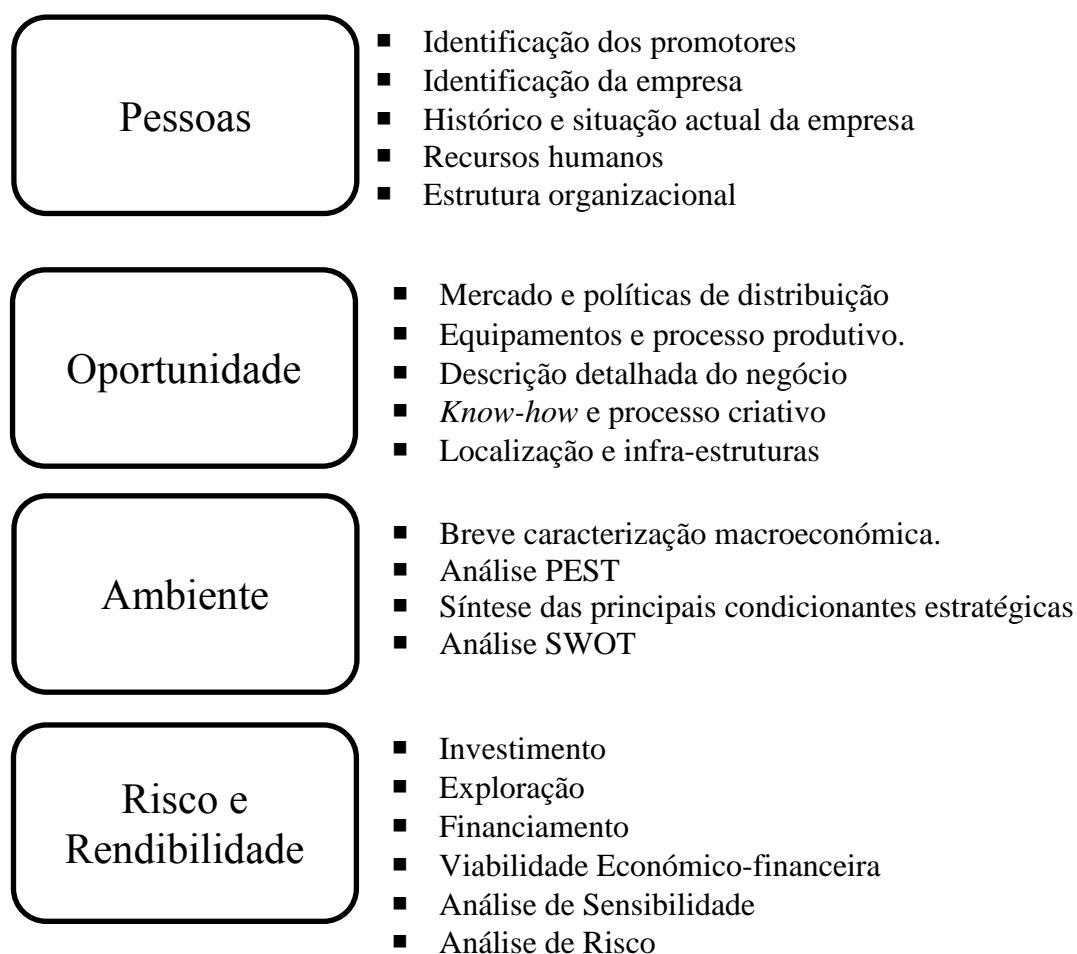 Pessoas
▪ Identificação dos promotores
▪ Identificação da empresa
▪ Histórico e situação actual da empresa
▪ Recursos humanos
▪ Estrutura organizacional
Oportunidade
▪ Mercado e políticas de distribuição
▪ Equipamentos e processo produtivo.
▪ Descrição detalhada do negócio
▪ Know-how e processo criativo
▪ Localização e infra-estruturas
Ambiente
▪ Breve caracterização macroeconómica.
▪ Análise PEST
▪ Síntese das principais condicionantes estratégicas
▪ Análise SWOT
Risco e
Rendibilidade
▪ Investimento
▪ Exploração
▪ Financiamento
▪ Viabilidade Económico-financeira
▪ Análise de Sensibilidade
▪ Análise de Risco